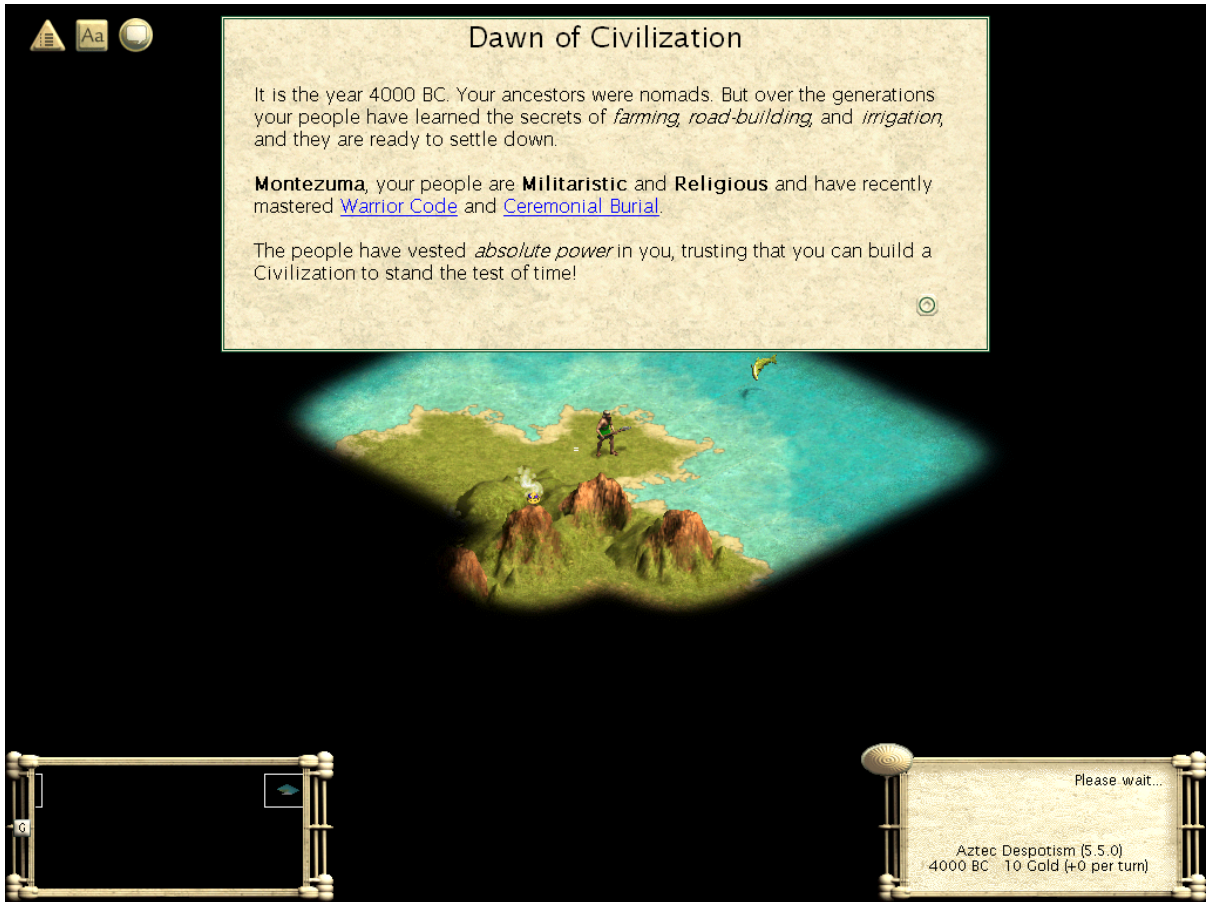 Aa
Dawn of Civilization
It is the year 4000 BC. Your ancestors were nomads. But over the generations
your people have learned the secrets of farming, road-building, and irrigation,
and they are ready to settle down.
Montezuma, your people are Militaristic and Religious and have recently
mastered Warrior Code and Ceremonial Burial.
The people have vested absolute power in you, trusting that you can build a
Civilization to stand the test of time!
G
Please wait...
Aztec Despotism (5.5.0)
4000 BC 10 Gold (+0 per turn)